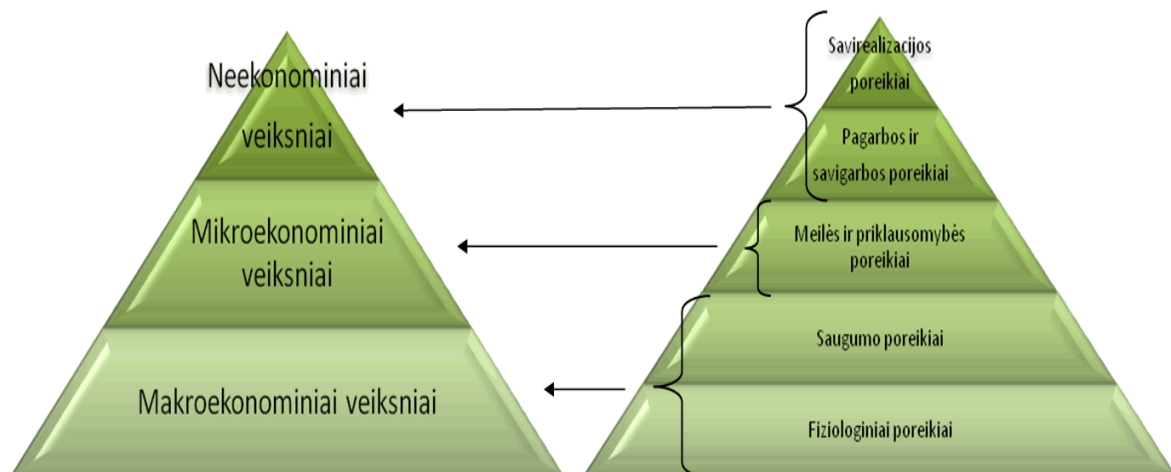 Neekonominiai
veiksniai
Mikroekonominiai
veiksniai
Makroekonominiai veiksniai
Savirealizacijos
poreikiai
Pagarbos ir
savigarbos poreikiai
Meilės ir priklausomybės
poreikiai
Saugumo poreikiai
Fiziologiniai poreikiai